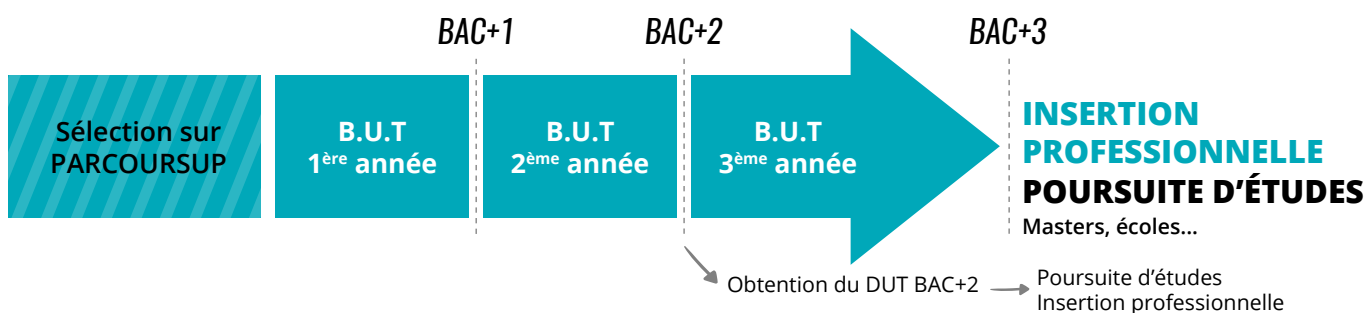 BAC+1
BAC+2
BAC+3
Sélection sur
PARCOURSUP
B.U.T
1ère année
B.U.T
2ème année
B.U.T
3ème année
INSERTION
PROFESSIONNELLE
POURSUITE D’ÉTUDES
Masters, écoles...
Obtention du DUT BAC+2
Poursuite d’études
Insertion professionnelle